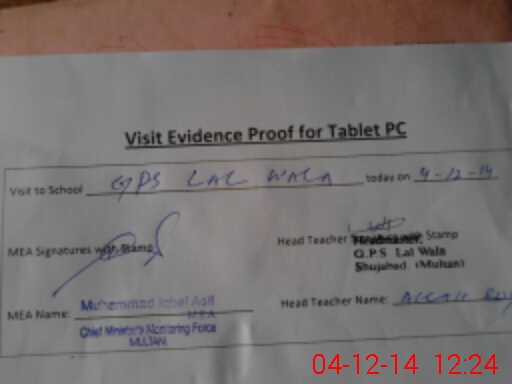 Visit Evidence Proof for Tablet PC
Visit to School GPS LAL WALA today on 4-12-14
MEA Signatures with Stamp
Head Teacher Stamp
Headmaster,
G.P.S Lal Wala
Shujabad. (Multan)
MEA Name: Muhammad Iqbal Asif
M.E.A
Chief Minister's Monitoring Force
MULTAN.
Head Teacher Name: ALLAH
04-12-14 12:24